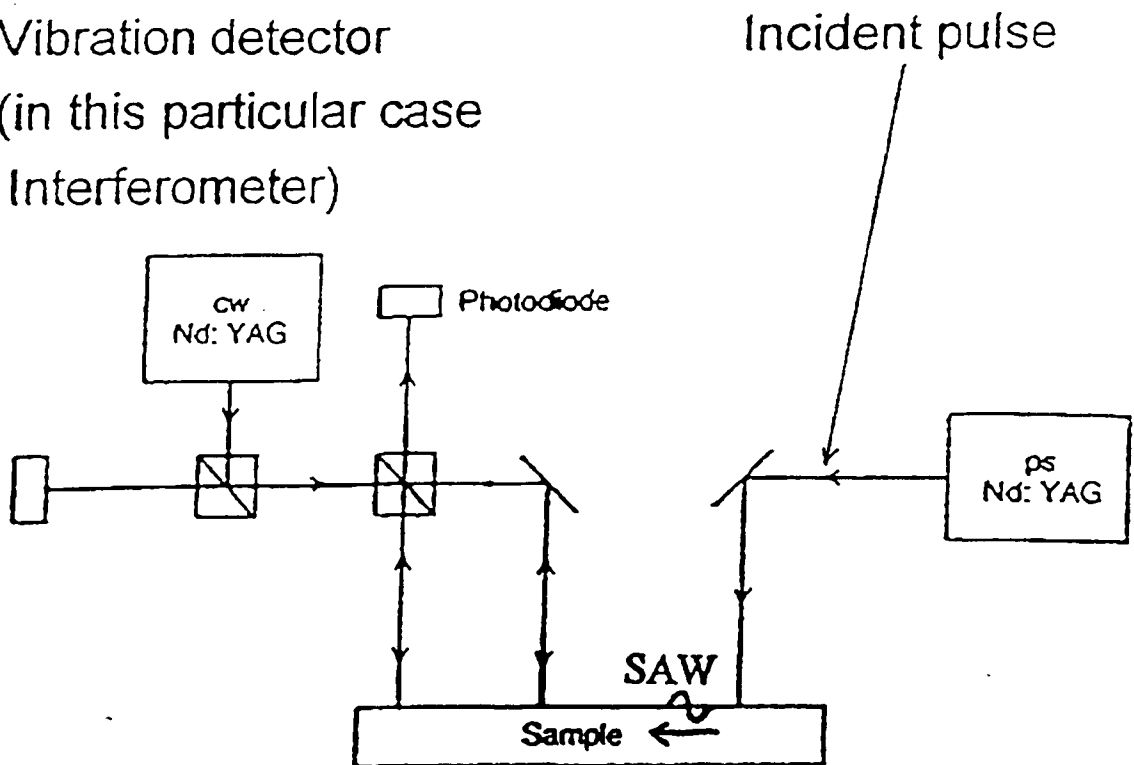 Vibration detector
(in this particular case
Interferometer)
Incident pulse
cw
Nd: YAG
Photodiode
ps
Nd: YAG
SAW
Sample